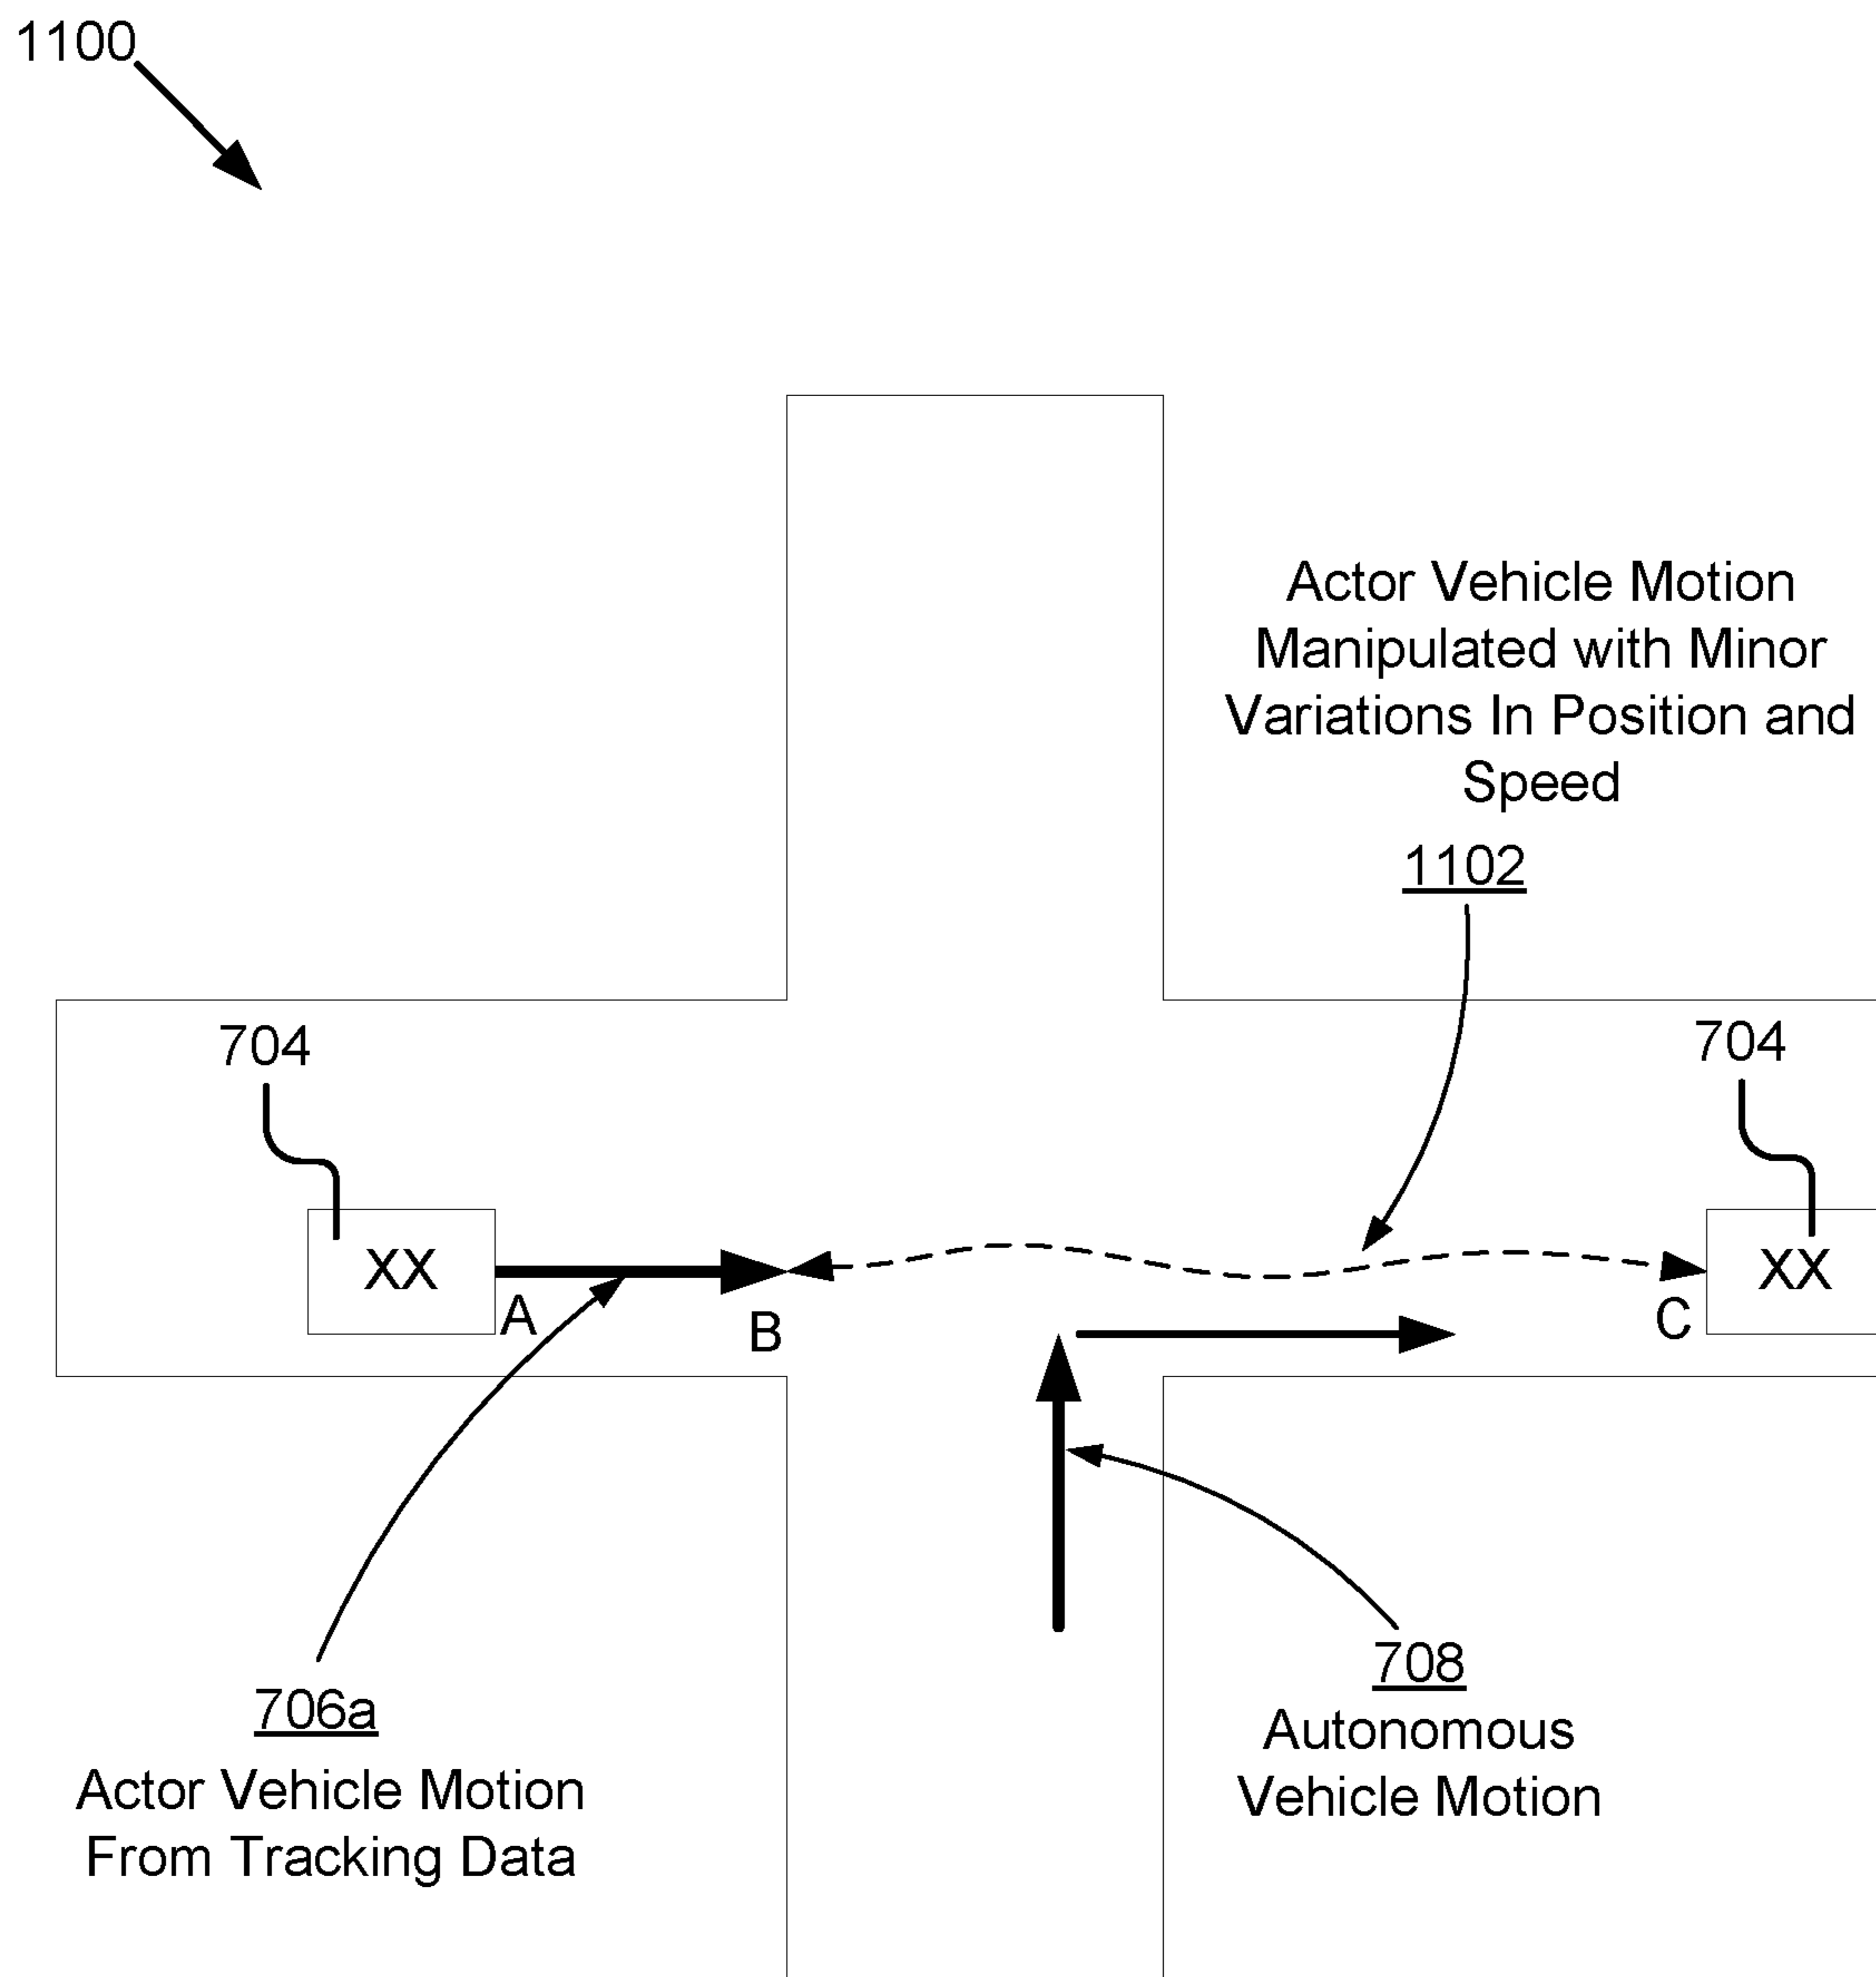 1100
Actor Vehicle Motion
Manipulated with Minor
Variations In Position and
Speed
1102
704
704
XX
XX
A
B
C
706a
Actor Vehicle Motion
From Tracking Data
708
Autonomous
Vehicle Motion